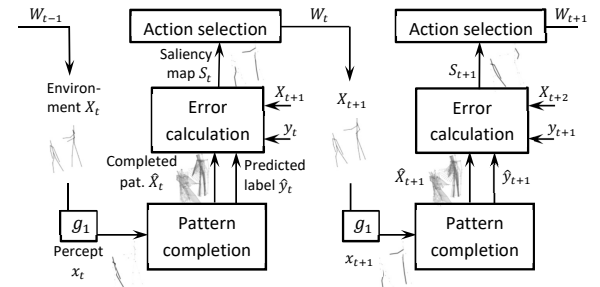 W_{t−1}
Action selection
W_t
Action selection
W_{t+1}
Saliency
map S_t
S_{t+1}
Environ-
ment X_t
Error
calculation
X_{t+1}
y_t
X_{t+1}
Error
calculation
X_{t+2}
y_{t+1}
Completed
pat. X̂_t
Predicted
label ŷ_t
X̂_{t+1}
ŷ_{t+1}
g_1
Percept
x_t
Pattern
completion
g_1
x_{t+1}
Pattern
completion